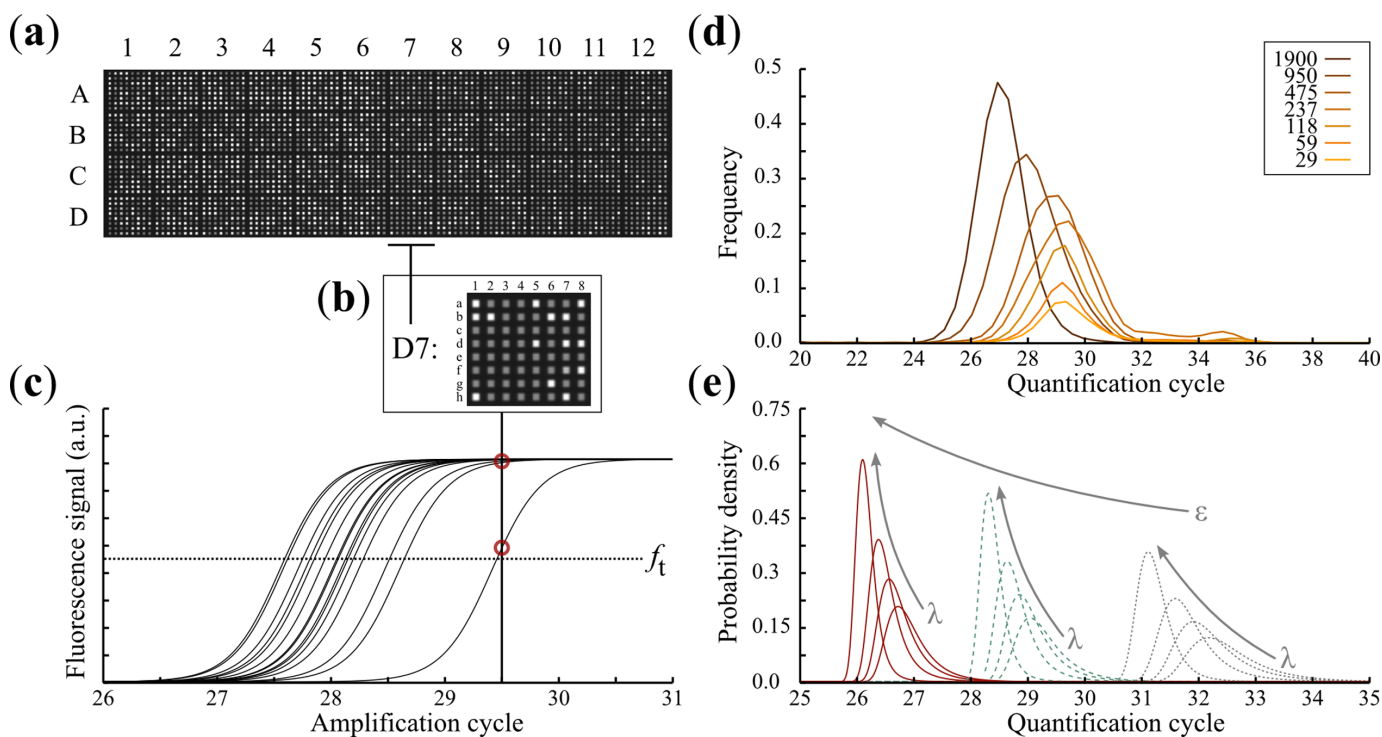 (a)
1 2 3 4 5 6 7 8 9 10 11 12
A
B
C
D
(b)
D7:
1 2 3 4 5 6 7 8
a
b
c
d
e
f
g
h
(c)
Fluorescence signal (a.u.)
f t
26 27 28 29 30 31
Amplification cycle
(d)
1900
950
475
237
118
59
29
Frequency
0.5
0.4
0.3
0.2
0.1
0.0
20 22 24 26 28 30 32 34 36 38 40
Quantification cycle
(e)
Probability density
0.75
0.6
0.45
0.3
0.15
0.0
ε
λ
λ
λ
25 26 27 28 29 30 31 32 33 34 35
Quantification cycle